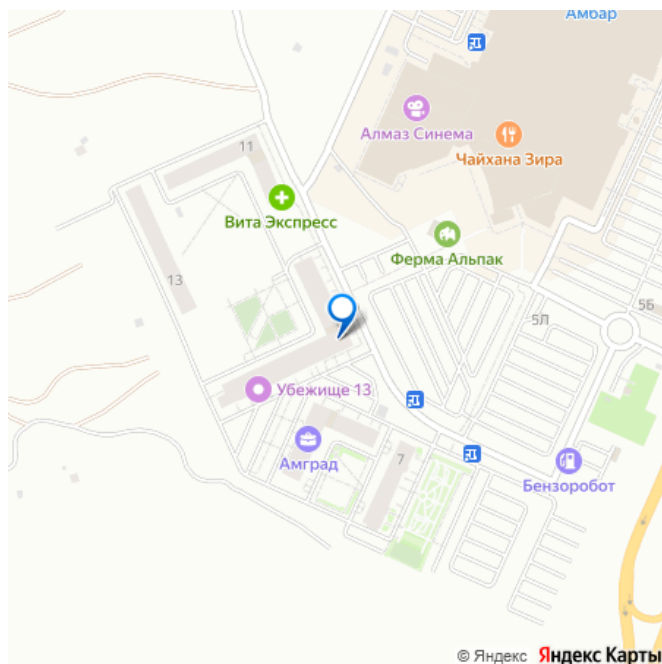 Амбар
Алмаз Синема
Чайхана Зира
11
Вита Экспресс
Ферма Альпак
13
5Б
5Л
Убежище 13
7
Амград
Бензоробот
© Яндекс Яндекс Карты